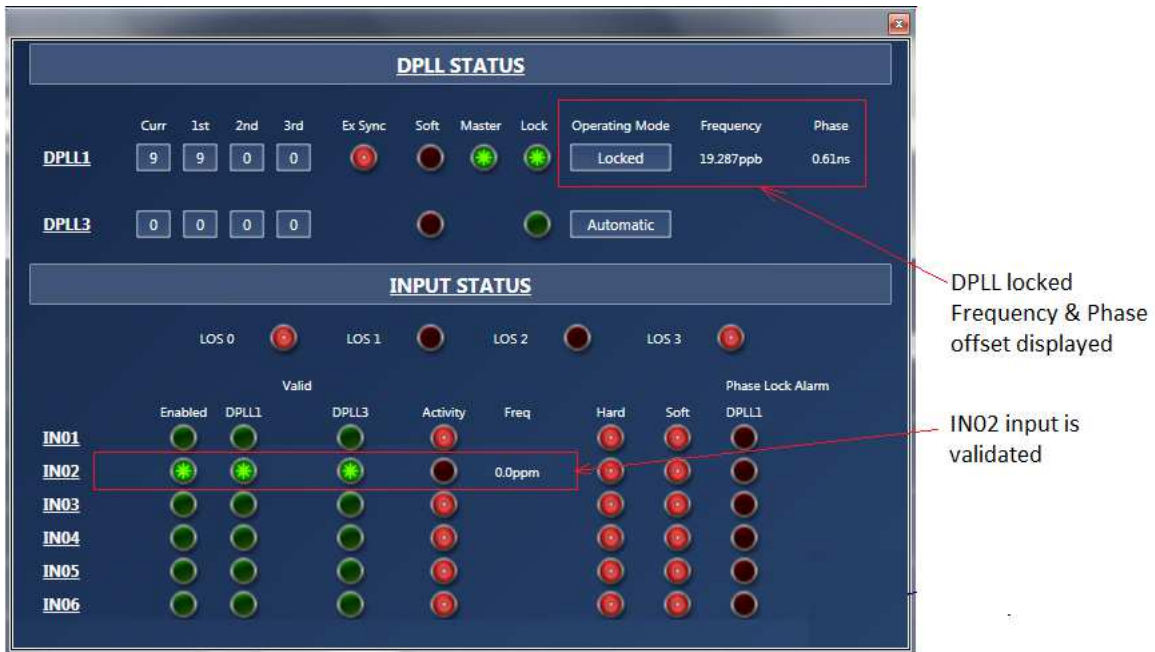 DPLL STATUS
Curr 1st 2nd 3rd Ex Sync Soft Master Lock Operating Mode Frequency Phase
DPLL1 9 9 0 0 Locked 19.287ppb 0.61ns
DPLL3 0 0 0 0 Automatic
INPUT STATUS
LOS 0 LOS 1 LOS 2 LOS 3
Valid Phase Lock Alarm
Enabled DPLL1 DPLL3 Activity Freq Hard Soft DPLL1
IN01
IN02 0.0ppm
IN03
IN04
IN05
IN06
DPLL locked
Frequency & Phase
offset displayed
IN02 input is
validated